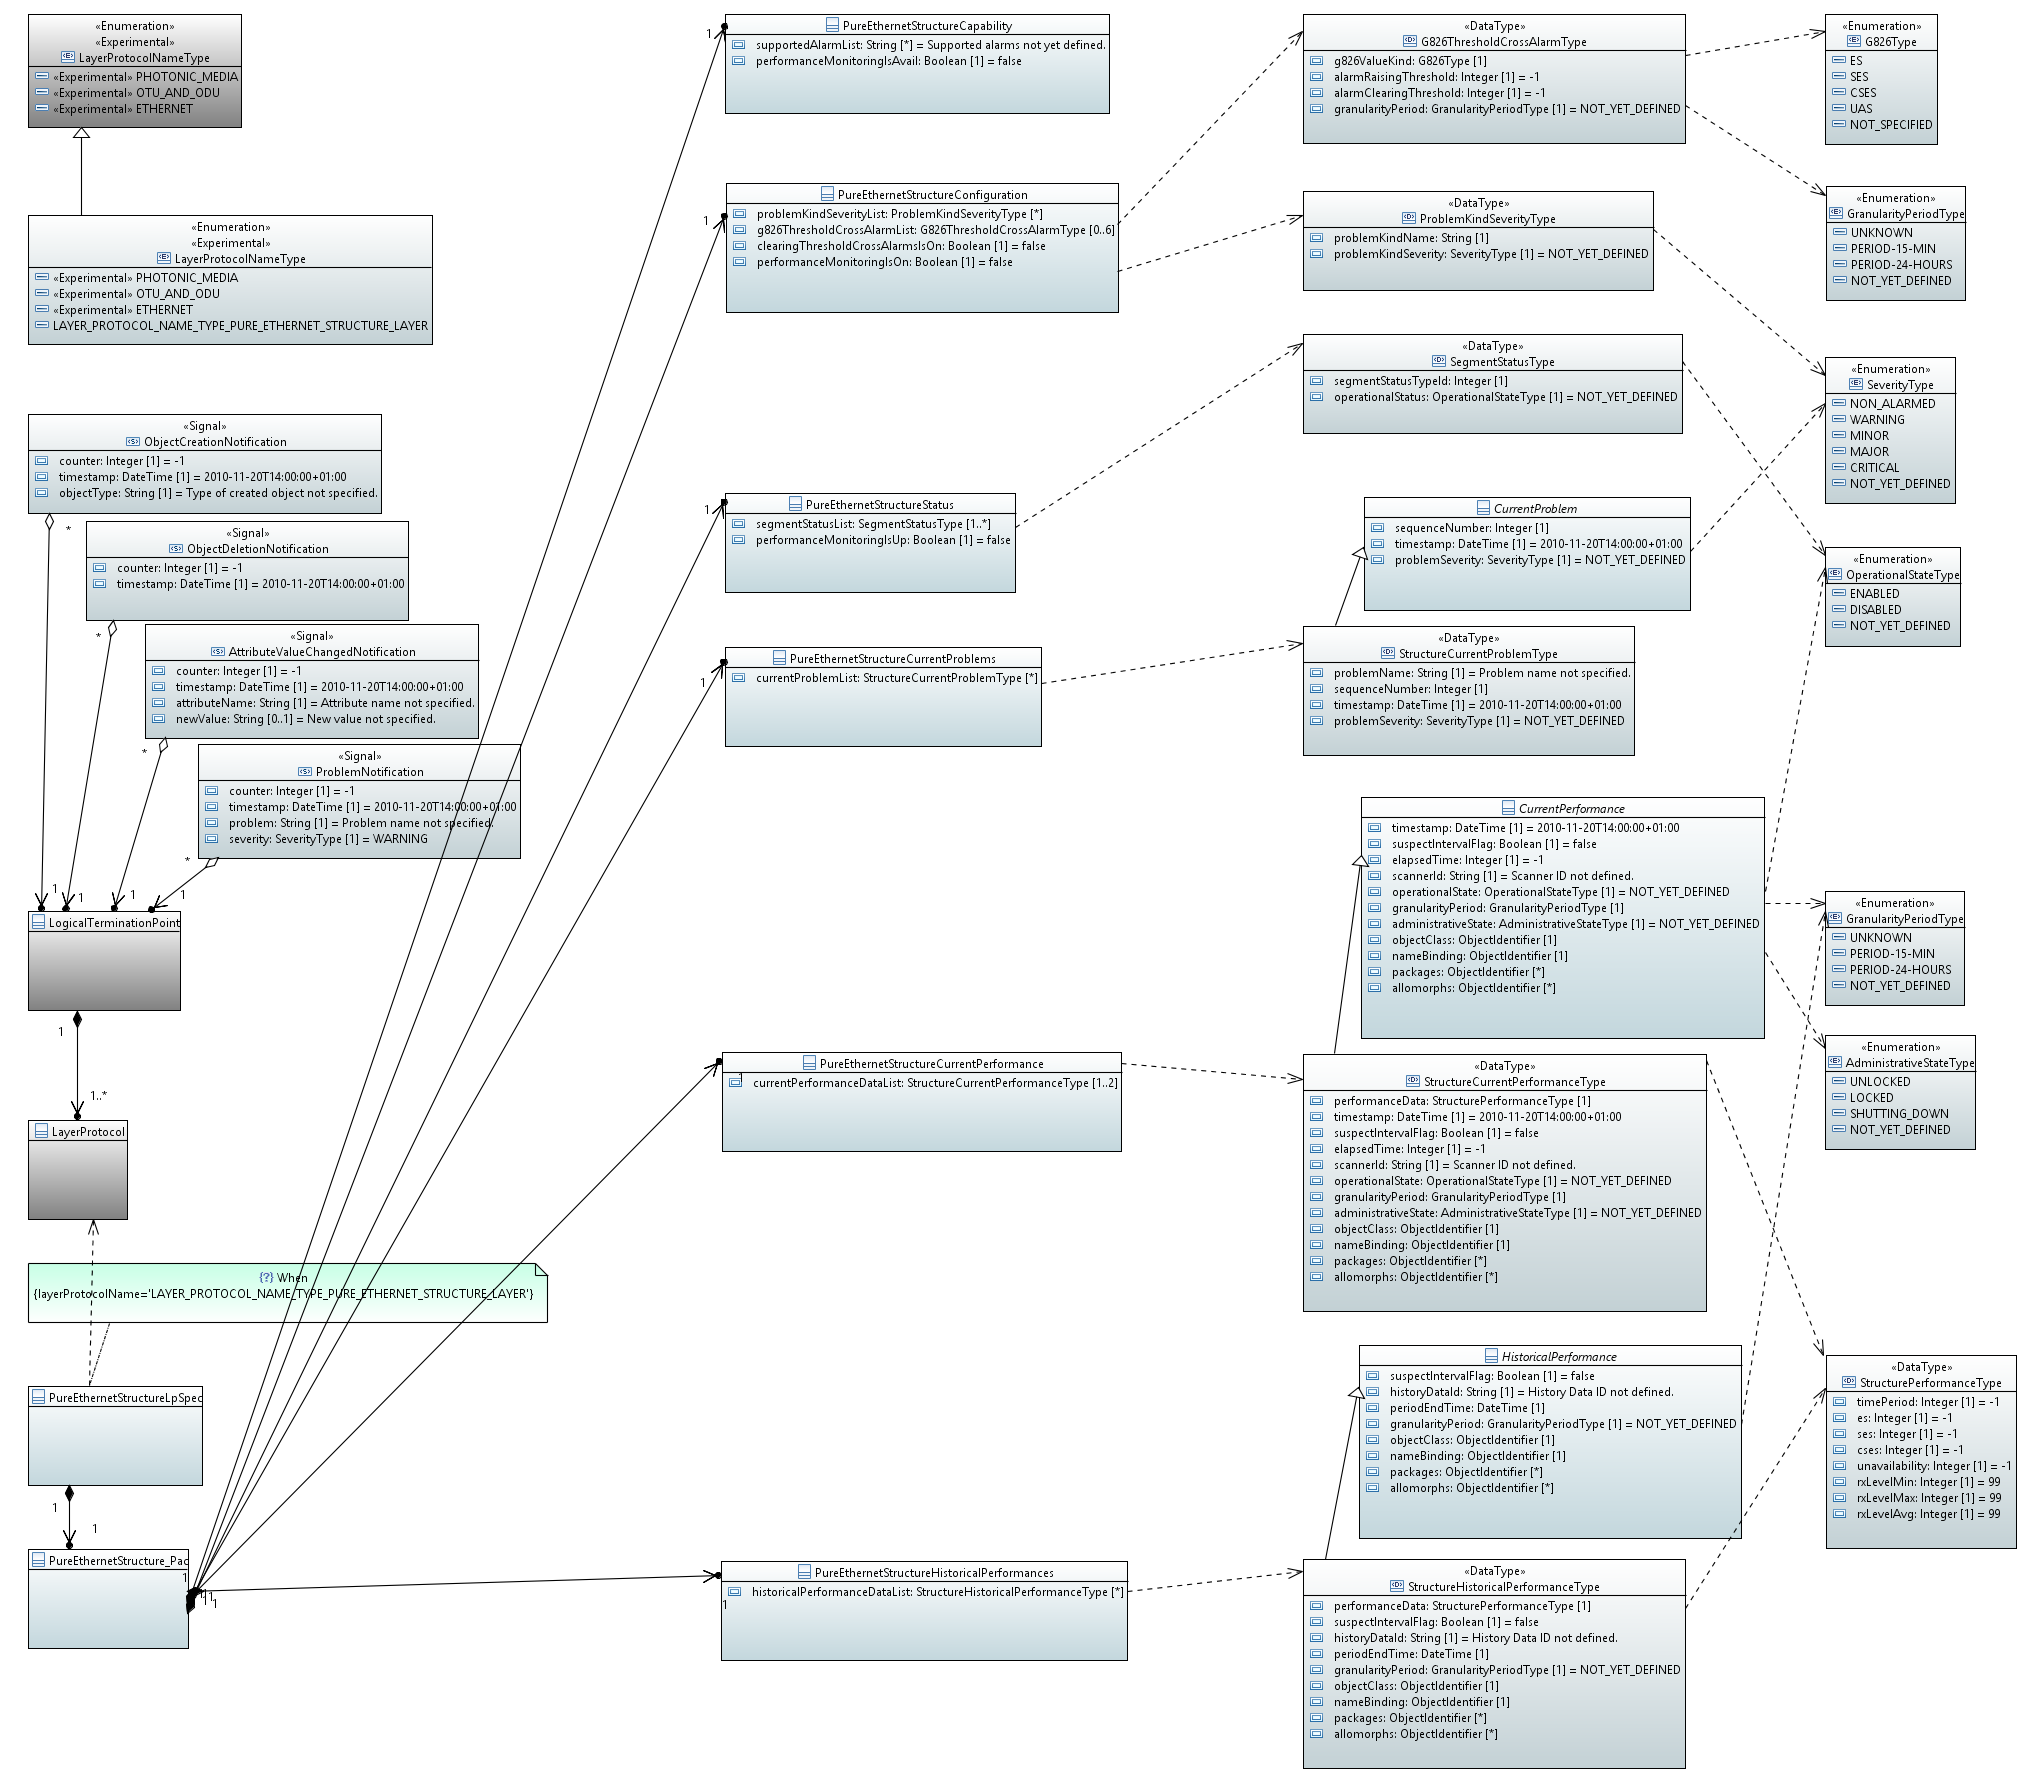 «Enumeration»
«Experimental»
LayerProtocolNameType
«Experimental» PHOTONIC_MEDIA
«Experimental» OTU_AND_ODU
«Experimental» ETHERNET
«Enumeration»
«Experimental»
LayerProtocolNameType
«Experimental» PHOTONIC_MEDIA
«Experimental» OTU_AND_ODU
«Experimental» ETHERNET
LAYER_PROTOCOL_NAME_TYPE_PURE_ETHERNET_STRUCTURE_LAYER
«Signal»
ObjectCreationNotification
counter: Integer [1] = -1
timestamp: DateTime [1] = 2010-11-20T14:00:00+01:00
objectType: String [1] = Type of created object not specified.
*
«Signal»
ObjectDeletionNotification
counter: Integer [1] = -1
timestamp: DateTime [1] = 2010-11-20T14:00:00+01:00
*
«Signal»
AttributeValueChangedNotification
counter: Integer [1] = -1
timestamp: DateTime [1] = 2010-11-20T14:00:00+01:00
attributeName: String [1] = Attribute name not specified.
newValue: String [0..1] = New value not specified.
*
«Signal»
ProblemNotification
counter: Integer [1] = -1
timestamp: DateTime [1] = 2010-11-20T14:00:00+01:00
problem: String [1] = Problem name not specified.
severity: SeverityType [1] = WARNING
*
1
1
1
1
LogicalTerminationPoint
1
1..*
LayerProtocol
{?} When
{layerProtocolName='LAYER_PROTOCOL_NAME_TYPE_PURE_ETHERNET_STRUCTURE_LAYER'}
PureEthernetStructureLpSpec
1
1
PureEthernetStructure_Pac
1
1
1
1
1
PureEthernetStructureCapability
supportedAlarmList: String [*] = Supported alarms not yet defined.
performanceMonitoringIsAvail: Boolean [1] = false
1
PureEthernetStructureConfiguration
problemKindSeverityList: ProblemKindSeverityType [*]
g826ThresholdCrossAlarmList: G826ThresholdCrossAlarmType [0..6]
clearingThresholdCrossAlarmsIsOn: Boolean [1] = false
performanceMonitoringIsOn: Boolean [1] = false
1
PureEthernetStructureStatus
segmentStatusList: SegmentStatusType [1..*]
performanceMonitoringIsUp: Boolean [1] = false
1
PureEthernetStructureCurrentProblems
currentProblemList: StructureCurrentProblemType [*]
PureEthernetStructureCurrentPerformance
1
currentPerformanceDataList: StructureCurrentPerformanceType [1..2]
PureEthernetStructureHistoricalPerformances
historicalPerformanceDataList: StructureHistoricalPerformanceType [*]
1
«DataType»
G826ThresholdCrossAlarmType
g826ValueKind: G826Type [1]
alarmRaisingThreshold: Integer [1] = -1
alarmClearingThreshold: Integer [1] = -1
granularityPeriod: GranularityPeriodType [1] = NOT_YET_DEFINED
«DataType»
ProblemKindSeverityType
problemKindName: String [1]
problemKindSeverity: SeverityType [1] = NOT_YET_DEFINED
«DataType»
SegmentStatusType
segmentStatusTypeId: Integer [1]
operationalStatus: OperationalStateType [1] = NOT_YET_DEFINED
CurrentProblem
sequenceNumber: Integer [1]
timestamp: DateTime [1] = 2010-11-20T14:00:00+01:00
problemSeverity: SeverityType [1] = NOT_YET_DEFINED
«DataType»
StructureCurrentProblemType
problemName: String [1] = Problem name not specified.
sequenceNumber: Integer [1]
timestamp: DateTime [1] = 2010-11-20T14:00:00+01:00
problemSeverity: SeverityType [1] = NOT_YET_DEFINED
CurrentPerformance
timestamp: DateTime [1] = 2010-11-20T14:00:00+01:00
suspectIntervalFlag: Boolean [1] = false
elapsedTime: Integer [1] = -1
scannerId: String [1] = Scanner ID not defined.
operationalState: OperationalStateType [1] = NOT_YET_DEFINED
granularityPeriod: GranularityPeriodType [1]
administrativeState: AdministrativeStateType [1] = NOT_YET_DEFINED
objectClass: ObjectIdentifier [1]
nameBinding: ObjectIdentifier [1]
packages: ObjectIdentifier [*]
allomorphs: ObjectIdentifier [*]
«DataType»
StructureCurrentPerformanceType
performanceData: StructurePerformanceType [1]
timestamp: DateTime [1] = 2010-11-20T14:00:00+01:00
suspectIntervalFlag: Boolean [1] = false
elapsedTime: Integer [1] = -1
scannerId: String [1] = Scanner ID not defined.
operationalState: OperationalStateType [1] = NOT_YET_DEFINED
granularityPeriod: GranularityPeriodType [1]
administrativeState: AdministrativeStateType [1] = NOT_YET_DEFINED
objectClass: ObjectIdentifier [1]
nameBinding: ObjectIdentifier [1]
packages: ObjectIdentifier [*]
allomorphs: ObjectIdentifier [*]
HistoricalPerformance
suspectIntervalFlag: Boolean [1] = false
historyDataId: String [1] = History Data ID not defined.
periodEndTime: DateTime [1]
granularityPeriod: GranularityPeriodType [1] = NOT_YET_DEFINED
objectClass: ObjectIdentifier [1]
nameBinding: ObjectIdentifier [1]
packages: ObjectIdentifier [*]
allomorphs: ObjectIdentifier [*]
«DataType»
StructureHistoricalPerformanceType
performanceData: StructurePerformanceType [1]
suspectIntervalFlag: Boolean [1] = false
historyDataId: String [1] = History Data ID not defined.
periodEndTime: DateTime [1]
granularityPeriod: GranularityPeriodType [1] = NOT_YET_DEFINED
objectClass: ObjectIdentifier [1]
nameBinding: ObjectIdentifier [1]
packages: ObjectIdentifier [*]
allomorphs: ObjectIdentifier [*]
«Enumeration»
G826Type
ES
SES
CSES
UAS
NOT_SPECIFIED
«Enumeration»
GranularityPeriodType
UNKNOWN
PERIOD-15-MIN
PERIOD-24-HOURS
NOT_YET_DEFINED
«Enumeration»
SeverityType
NON_ALARMED
WARNING
MINOR
MAJOR
CRITICAL
NOT_YET_DEFINED
«Enumeration»
OperationalStateType
ENABLED
DISABLED
NOT_YET_DEFINED
«Enumeration»
GranularityPeriodType
UNKNOWN
PERIOD-15-MIN
PERIOD-24-HOURS
NOT_YET_DEFINED
«Enumeration»
AdministrativeStateType
UNLOCKED
LOCKED
SHUTTING_DOWN
NOT_YET_DEFINED
«DataType»
StructurePerformanceType
timePeriod: Integer [1] = -1
es: Integer [1] = -1
ses: Integer [1] = -1
cses: Integer [1] = -1
unavailability: Integer [1] = -1
rxLevelMin: Integer [1] = 99
rxLevelMax: Integer [1] = 99
rxLevelAvg: Integer [1] = 99